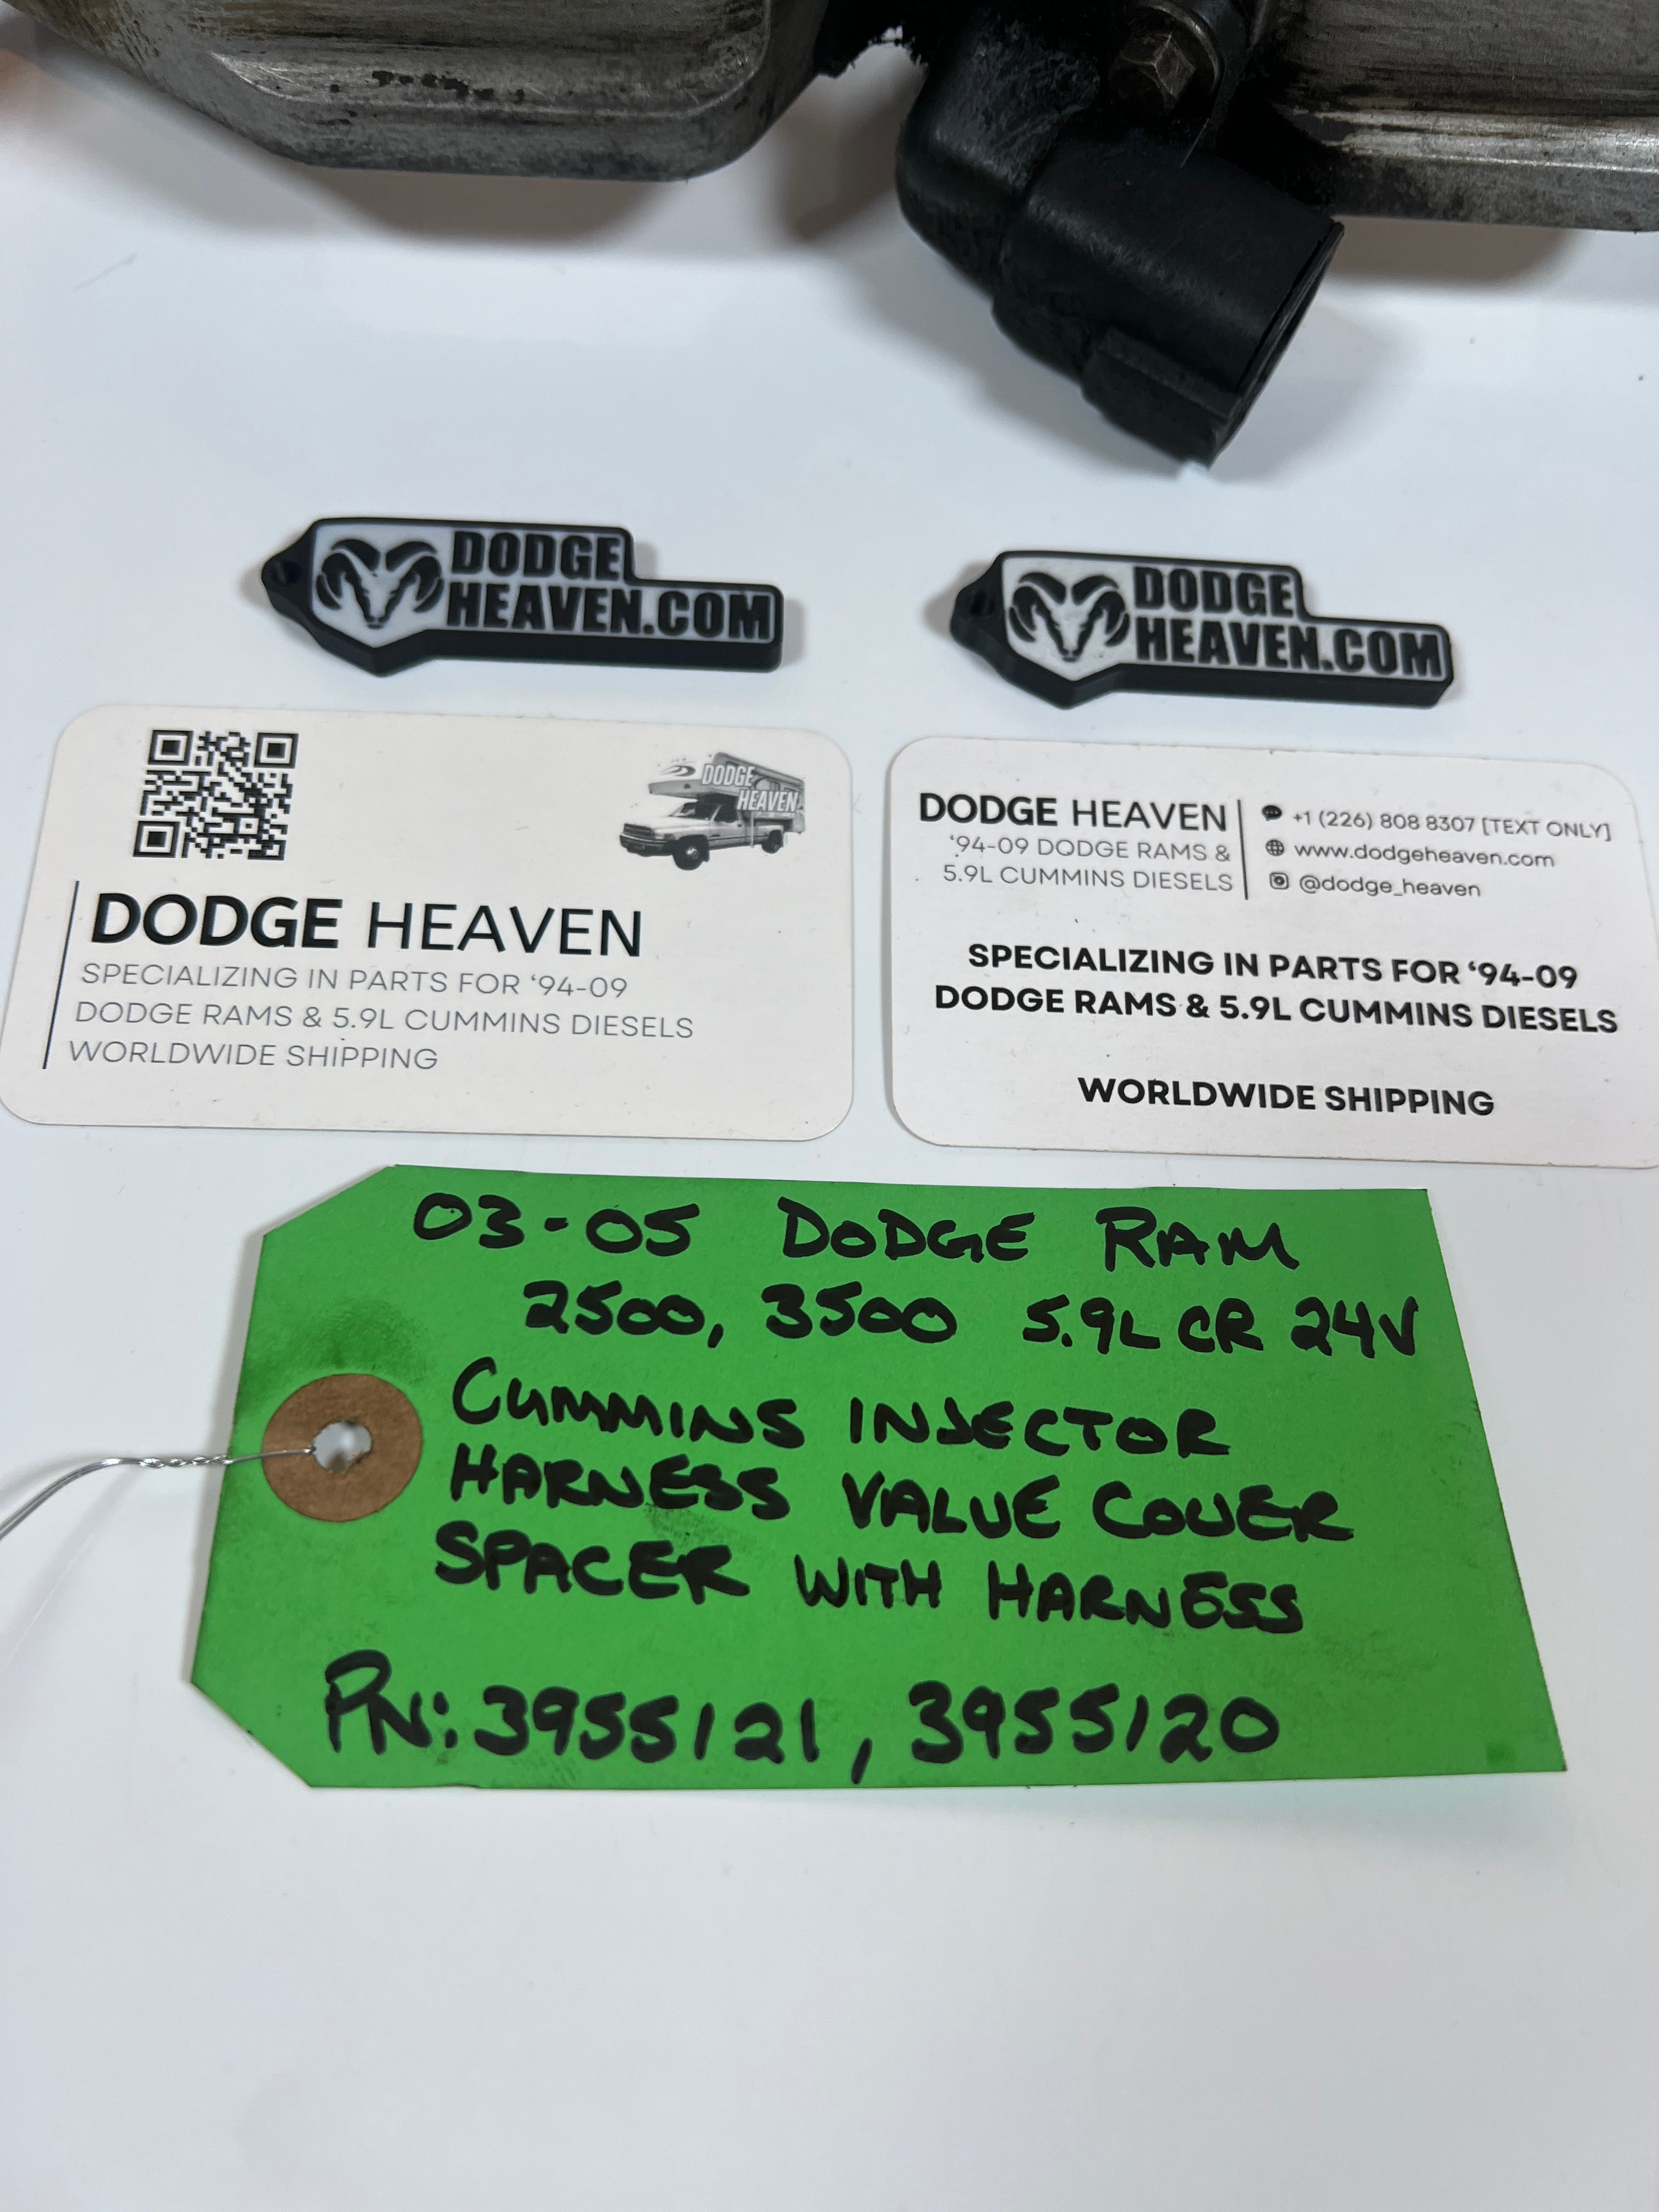 DODGE
HEAVEN.COM
DODGE
HEAVEN.COM
DODGE
HEAVEN
DODGE HEAVEN
SPECIALIZING IN PARTS FOR ‘94-09
DODGE RAMS & 5.9L CUMMINS DIESELS
WORLDWIDE SHIPPING
DODGE HEAVEN
‘94-09 DODGE RAMS &
5.9L CUMMINS DIESELS
+1 (226) 808 8307 [TEXT ONLY]
www.dodgeheaven.com
@dodge_heaven
SPECIALIZING IN PARTS FOR ‘94-09
DODGE RAMS & 5.9L CUMMINS DIESELS
WORLDWIDE SHIPPING
03-05 DODGE RAM
2500, 3500 5.9L CR 24V
CUMMINS INJECTOR
HARNESS VALVE COVER
SPACER WITH HARNESS
PN: 3955121, 3955120